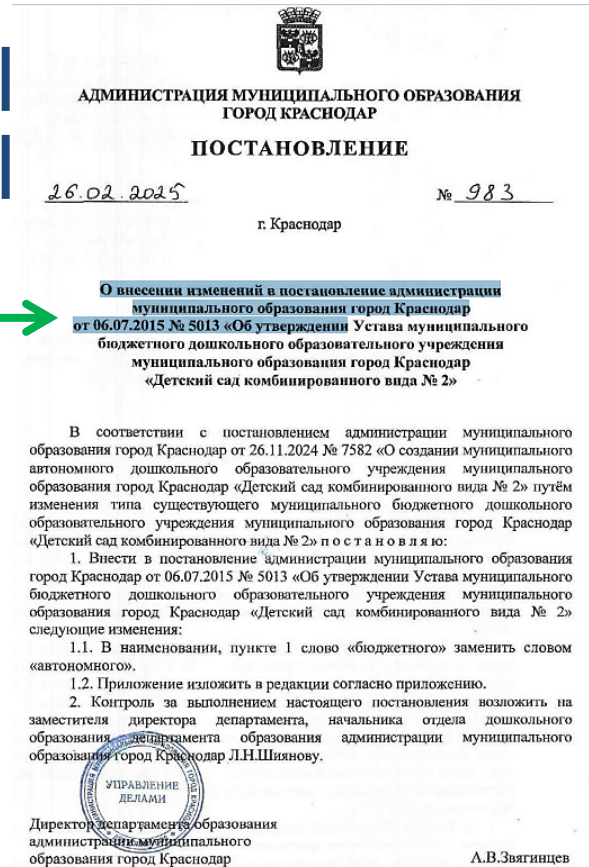 АДМИНИСТРАЦИЯ МУНИЦИПАЛЬНОГО ОБРАЗОВАНИЯ
ГОРОД КРАСНОДАР
ПОСТАНОВЛЕНИЕ
26.02.2025 № 983
г. Краснодар
О внесении изменений в постановление администрации
муниципального образования город Краснодар
от 06.07.2015 № 5013 «Об утверждении Устава муниципального
бюджетного дошкольного образовательного учреждения
муниципального образования город Краснодар
«Детский сад комбинированного вида № 2»
В соответствии с постановлением администрации муниципального
образования город Краснодар от 26.11.2024 № 7582 «О создании муниципального
автономного дошкольного образовательного учреждения муниципального
образования город Краснодар «Детский сад комбинированного вида № 2» путём
изменения типа существующего муниципального бюджетного дошкольного
образовательного учреждения муниципального образования город Краснодар
«Детский сад комбинированного вида № 2» п о с т а н о в л я ю:
1. Внести в постановление администрации муниципального образования
город Краснодар от 06.07.2015 № 5013 «Об утверждении Устава муниципального
бюджетного дошкольного образовательного учреждения муниципального
образования город Краснодар «Детский сад комбинированного вида № 2»
следующие изменения:
1.1. В наименовании, пункте 1 слово «бюджетного» заменить словом
«автономного».
1.2. Приложение изложить в редакции согласно приложению.
2. Контроль за выполнением настоящего постановления возложить на
заместителя директора департамента, начальника отдела дошкольного
образования департамента образования администрации муниципального
образования город Краснодар Л.Н.Шиянову.
УПРАВЛЕНИЕ
ДЕЛАМИ
Директор департамента образования
администрации муниципального
образования город Краснодар А.В.Звягинцев